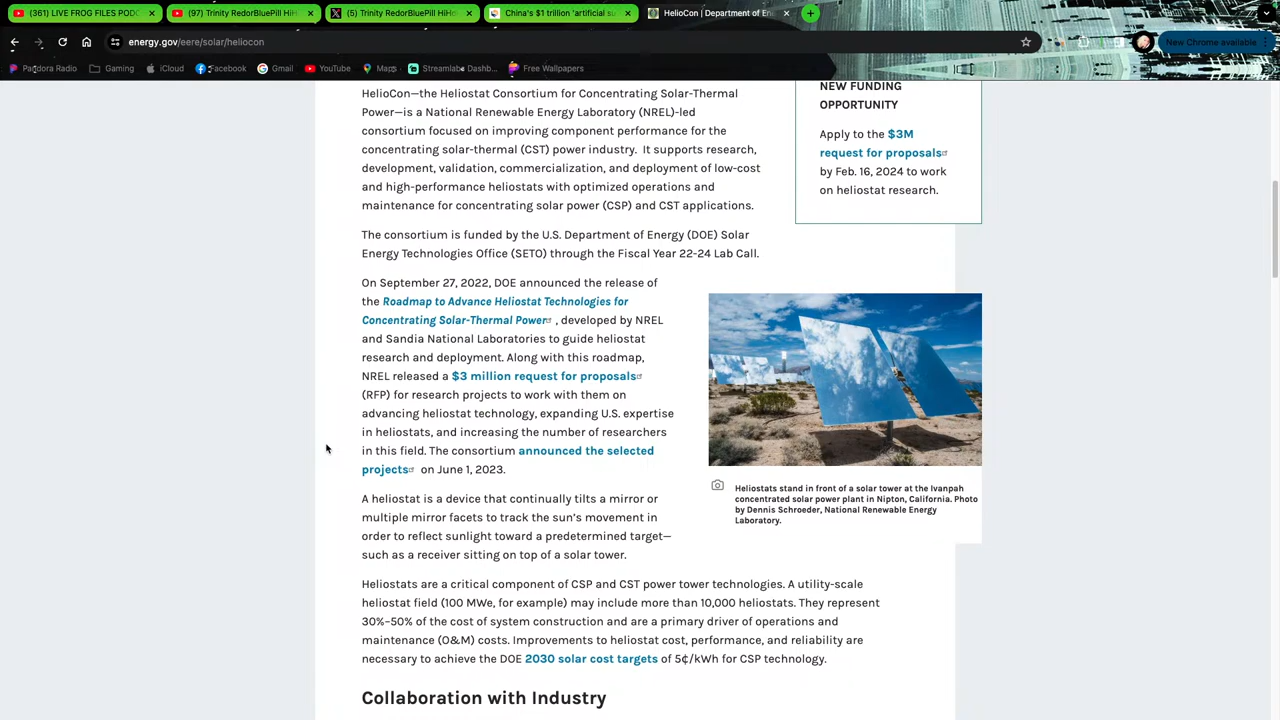 (361) LIVE FROG FILES PODC
(97) Trinity RedorBluePill HiH
(5) Trinity RedorBluePill HiHo
China's $1 trillion 'artificial su
HelioCon | Department of En
energy.gov/eere/solar/heliocon
New Chrome available
Pandora Radio
Gaming
iCloud
Facebook
Gmail
YouTube
Maps
Streamlabs Dashb...
Free Wallpapers
HelioCon—the Heliostat Consortium for Concentrating Solar-Thermal
Power—is a National Renewable Energy Laboratory (NREL)-led
consortium focused on improving component performance for the
concentrating solar-thermal (CST) power industry. It supports research,
development, validation, commercialization, and deployment of low-cost
and high-performance heliostats with optimized operations and
maintenance for concentrating solar power (CSP) and CST applications.
The consortium is funded by the U.S. Department of Energy (DOE) Solar
Energy Technologies Office (SETO) through the Fiscal Year 22-24 Lab Call.
NEW FUNDING
OPPORTUNITY
Apply to the $3M
request for proposals
by Feb. 16, 2024 to work
on heliostat research.
On September 27, 2022, DOE announced the release of
the Roadmap to Advance Heliostat Technologies for
Concentrating Solar-Thermal Power , developed by NREL
and Sandia National Laboratories to guide heliostat
research and deployment. Along with this roadmap,
NREL released a $3 million request for proposals
(RFP) for research projects to work with them on
advancing heliostat technology, expanding U.S. expertise
in heliostats, and increasing the number of researchers
in this field. The consortium announced the selected
projects on June 1, 2023.
Heliostats stand in front of a solar tower at the Ivanpah
concentrated solar power plant in Nipton, California. Photo
by Dennis Schroeder, National Renewable Energy
Laboratory.
A heliostat is a device that continually tilts a mirror or
multiple mirror facets to track the sun's movement in
order to reflect sunlight toward a predetermined target—
such as a receiver sitting on top of a solar tower.
Heliostats are a critical component of CSP and CST power tower technologies. A utility-scale
heliostat field (100 MWe, for example) may include more than 10,000 heliostats. They represent
30%–50% of the cost of system construction and are a primary driver of operations and
maintenance (O&M) costs. Improvements to heliostat cost, performance, and reliability are
necessary to achieve the DOE 2030 solar cost targets of 5¢/kWh for CSP technology.
Collaboration with Industry